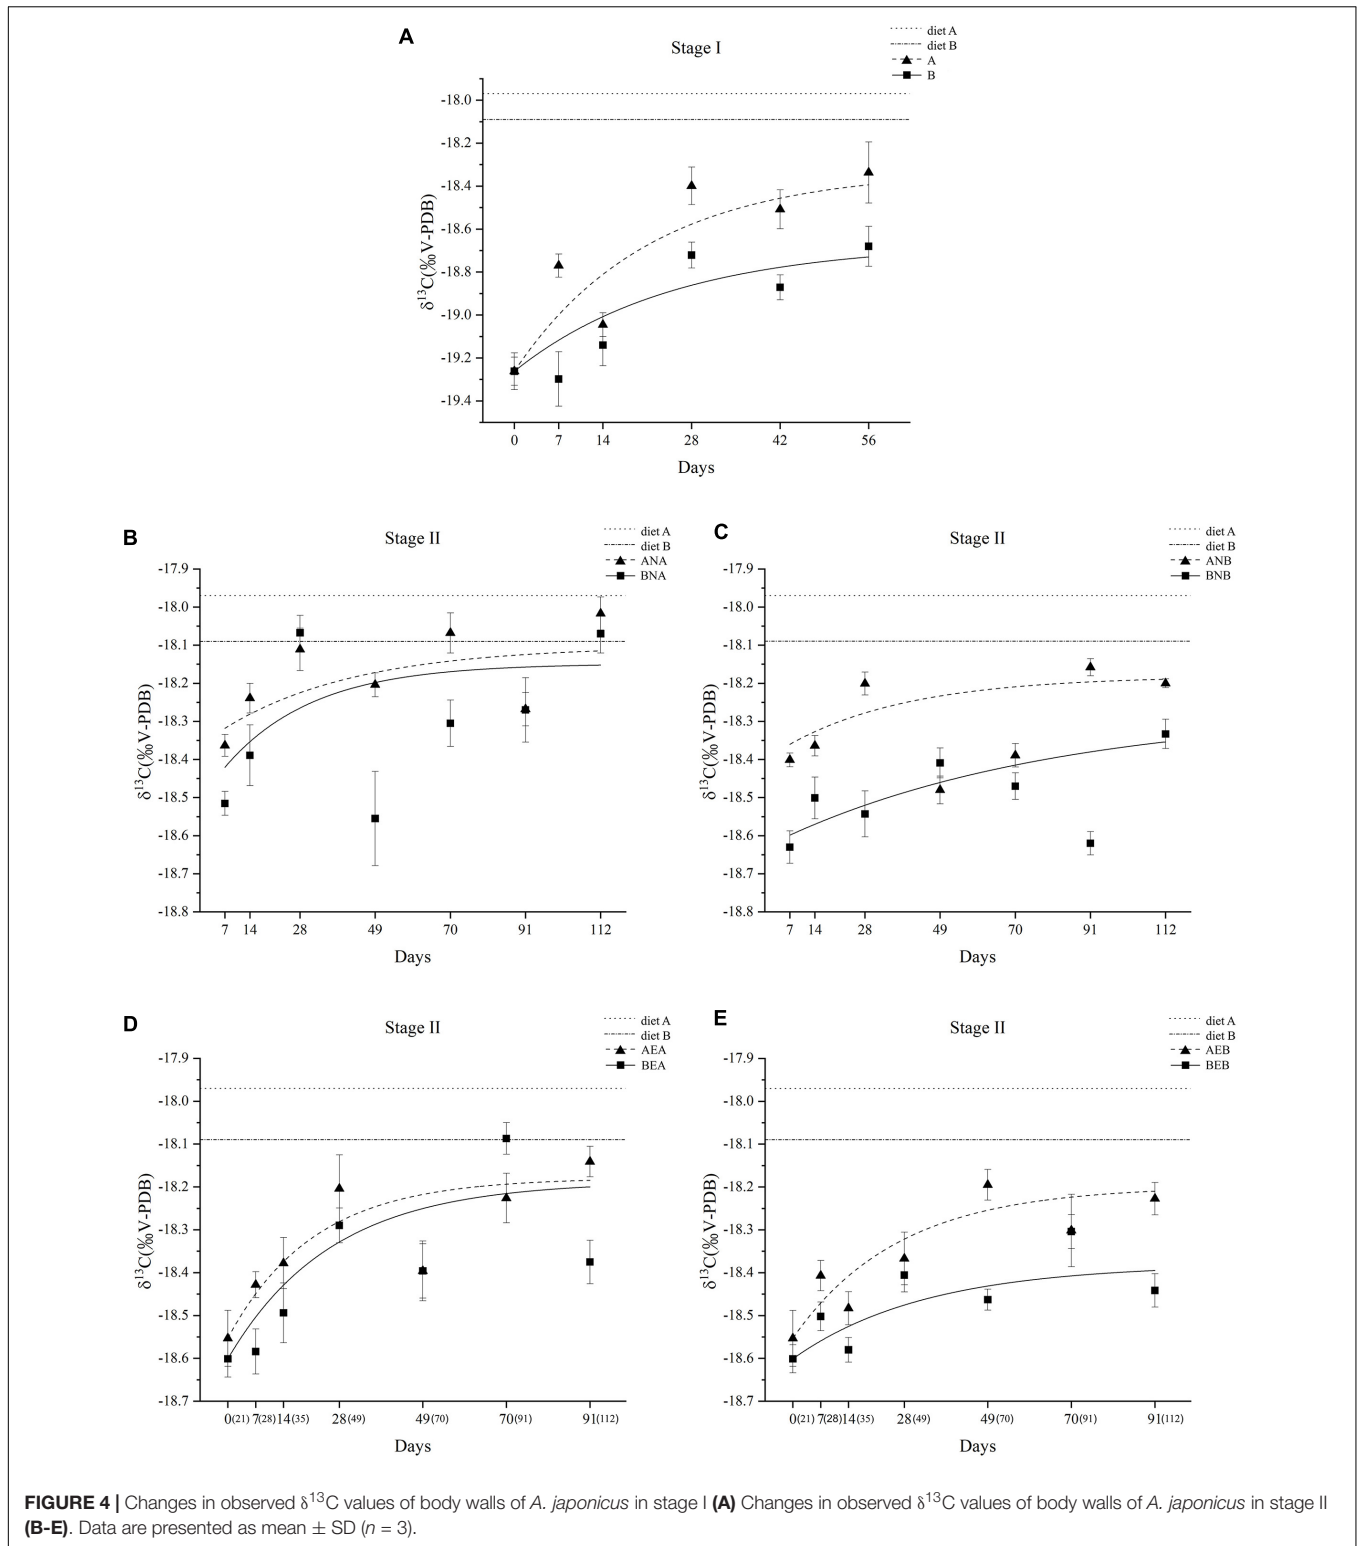 A
Stage I
diet A
diet B
A
B
-18.0
-18.2
-18.4
-18.6
-18.8
-19.0
-19.2
-19.4
δ13C(‰V-PDB)
0 7 14 28 42 56
Days
B
Stage II
diet A
diet B
ANA
BNA
-17.9
-18.0
-18.1
-18.2
-18.3
-18.4
-18.5
-18.6
-18.7
-18.8
δ13C(‰V-PDB)
7 14 28 49 70 91 112
Days
C
Stage II
diet A
diet B
ANB
BNB
-17.9
-18.0
-18.1
-18.2
-18.3
-18.4
-18.5
-18.6
-18.7
-18.8
δ13C(‰V-PDB)
7 14 28 49 70 91 112
Days
D
Stage II
diet A
diet B
AEA
BEA
-17.9
-18.0
-18.1
-18.2
-18.3
-18.4
-18.5
-18.6
-18.7
δ13C(‰V-PDB)
0(21) 7(28) 14(35) 28(49) 49(70) 70(91) 91(112)
Days
E
Stage II
diet A
diet B
AEB
BEB
-17.9
-18.0
-18.1
-18.2
-18.3
-18.4
-18.5
-18.6
-18.7
δ13C(‰V-PDB)
0(21) 7(28) 14(35) 28(49) 49(70) 70(91) 91(112)
Days
FIGURE 4 | Changes in observed δ13C values of body walls of A. japonicus in stage I (A) Changes in observed δ13C values of body walls of A. japonicus in stage II
(B-E). Data are presented as mean ± SD (n = 3).